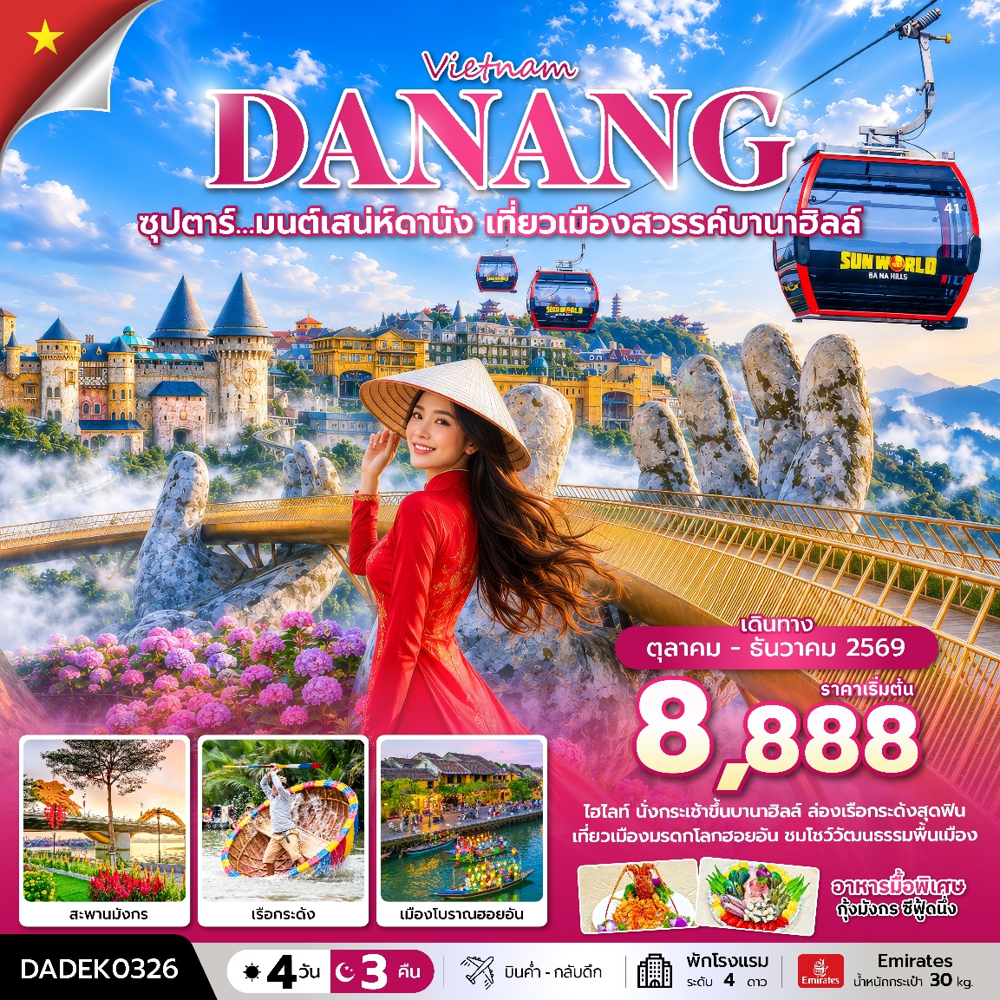 Vietnam
DANANG
ซุปตาร์...มนต์เสน่ห์ดานัง เที่ยวเมืองสวรรค์บานาฮิลล์
41
SUN WORLD
BA NA HILLS
SUN WORLD
เดินทาง
ตุลาคม - ธันวาคม 2569
ราคาเริ่มต้น
8,888
ไฮไลท์ นั่งกระเช้าขึ้นบานาฮิลล์ ล่องเรือกระด้งสุดฟิน
เที่ยวเมืองมรดกโลกฮอยอัน ชมโชว์วัฒนธรรมพื้นเมือง
อาหารมื้อพิเศษ
กุ้งมังกร ซีฟู้ดนึ่ง
สะพานมังกร
เรือกระด้ง
เมืองโบราณฮอยอัน
DADEK0326
4 วัน 3 คืน
บินค่ำ - กลับดึก
พักโรงแรม
ระดับ 4 ดาว
Emirates
Emirates
น้ำหนักกระเป๋า 30 kg.